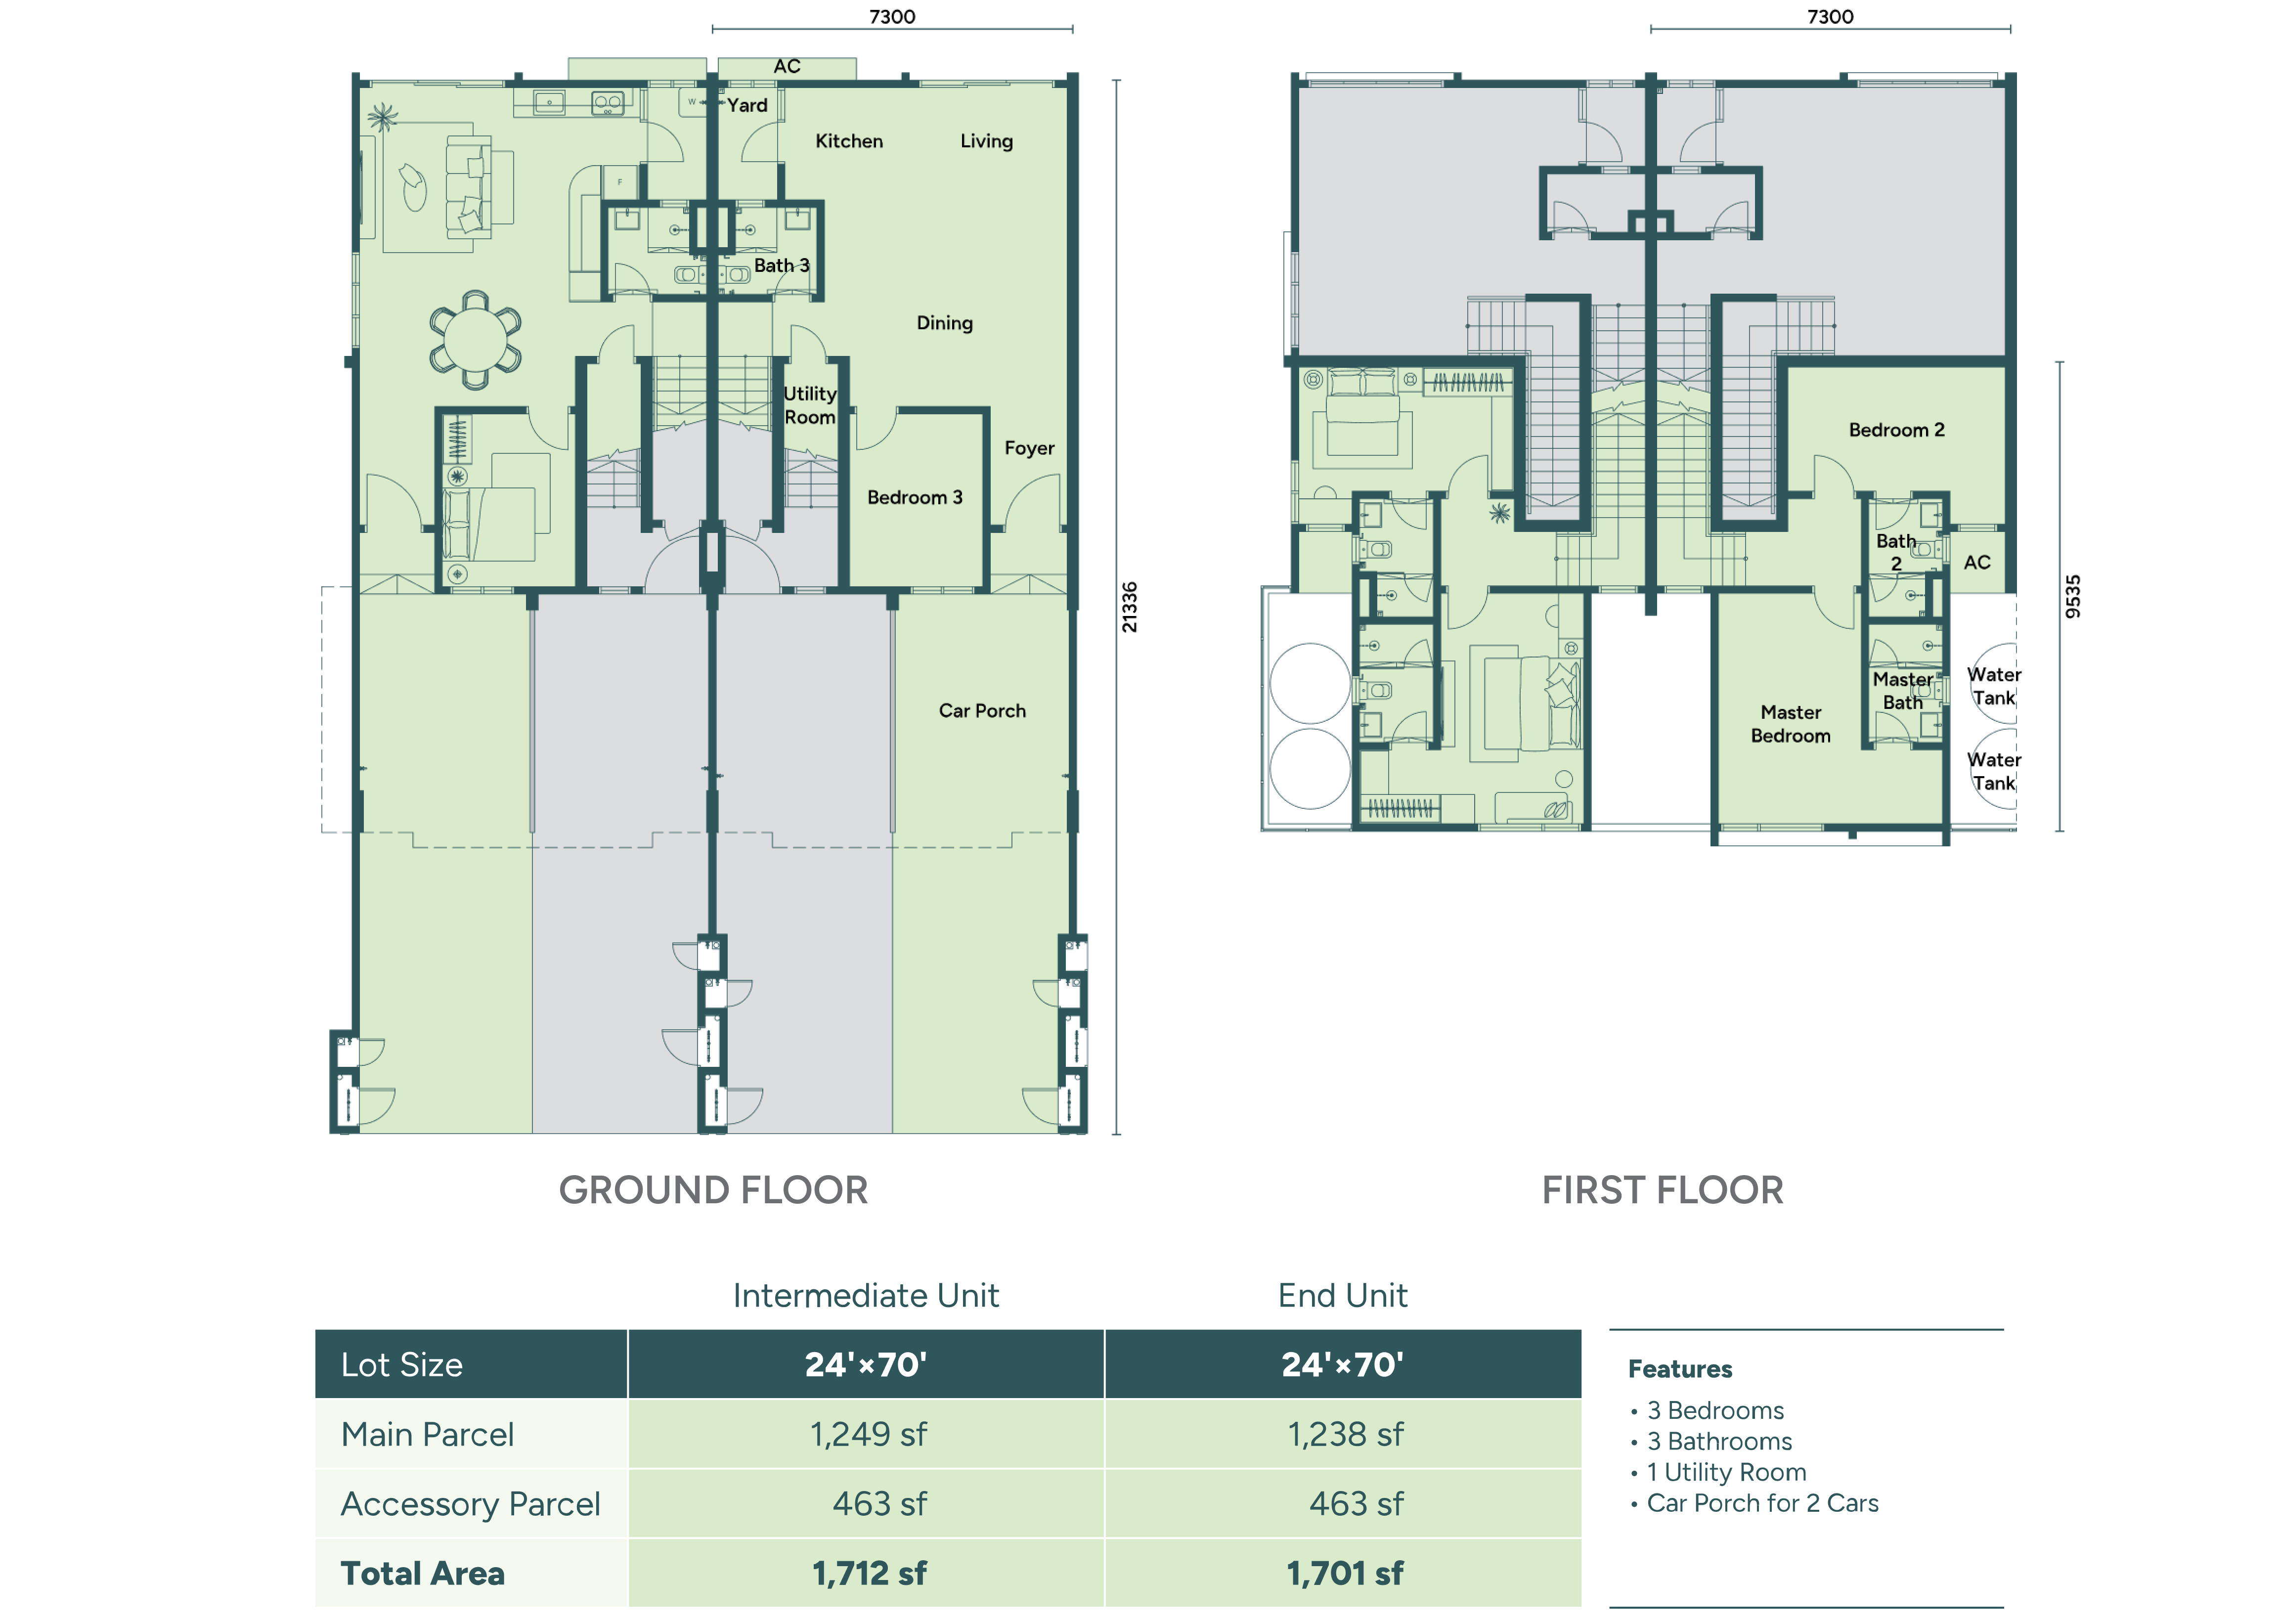 7300
AC
Yard
W
Kitchen
Living
F
Bath 3
Dining
Utility
Room
Foyer
Bedroom 3
21336
Car Porch
GROUND FLOOR
7300
Bedroom 2
Bath
2
AC
9535
Master
Bath
Water
Tank
Master
Bedroom
Water
Tank
FIRST FLOOR
Intermediate Unit
End Unit
Lot Size
24'×70'
24'×70'
Main Parcel
1,249 sf
1,238 sf
Accessory Parcel
463 sf
463 sf
Total Area
1,712 sf
1,701 sf
Features
• 3 Bedrooms
• 3 Bathrooms
• 1 Utility Room
• Car Porch for 2 Cars